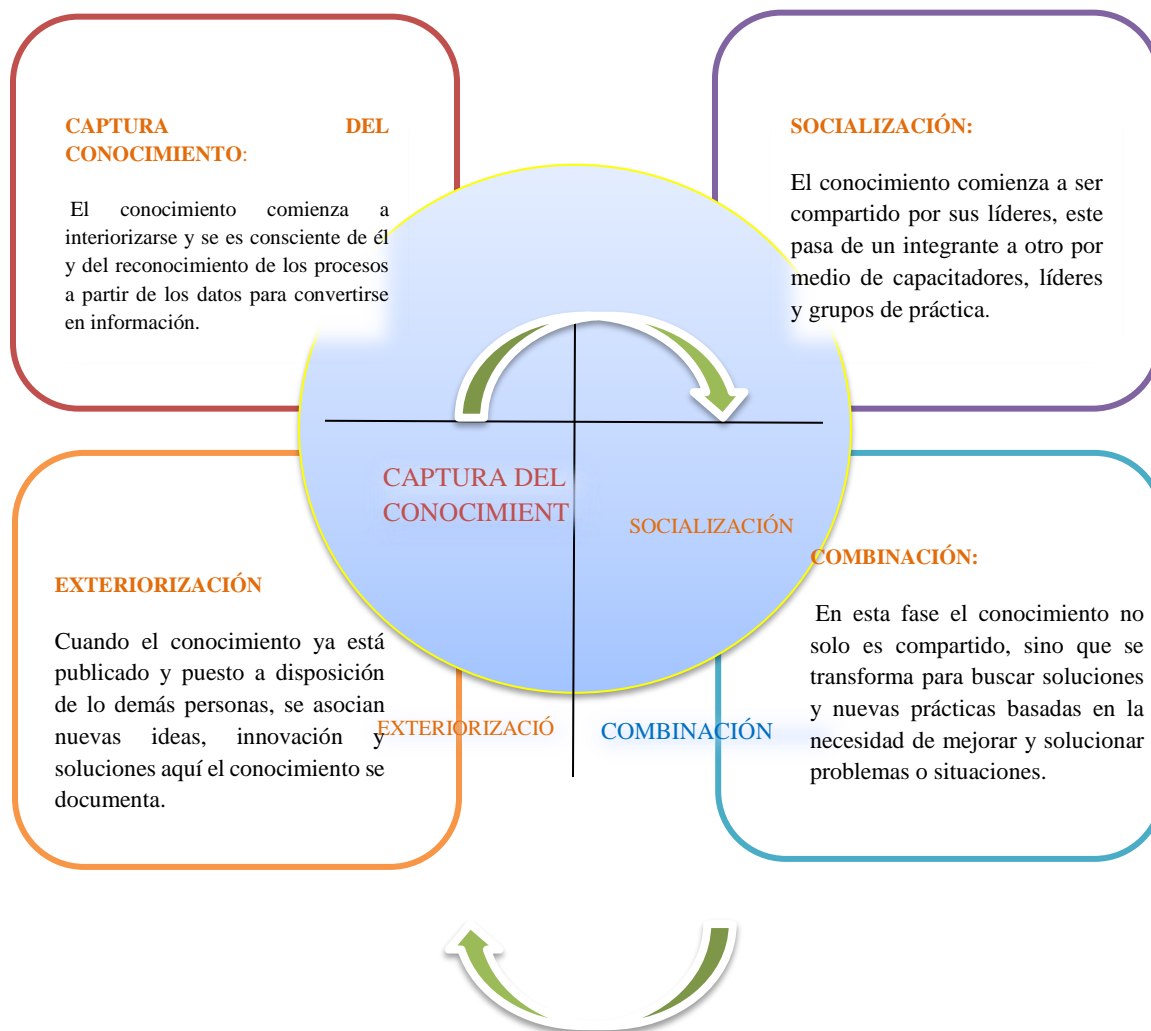 CAPTURA DEL
CONOCIMIENTO:
El conocimiento comienza a
interiorizarse y se es consciente de él
y del reconocimiento de los procesos
a partir de los datos para convertirse
en información.
SOCIALIZACIÓN:
El conocimiento comienza a ser
compartido por sus líderes, este
pasa de un integrante a otro por
medio de capacitadores, líderes
y grupos de práctica.
CAPTURA DEL
CONOCIMIENT
SOCIALIZACIÓN
EXTERIORIZACIÓN
Cuando el conocimiento ya está
publicado y puesto a disposición
de lo demás personas, se asocian
nuevas ideas, innovación y
soluciones aquí el conocimiento se
documenta.
COMBINACIÓN:
En esta fase el conocimiento no
solo es compartido, sino que se
transforma para buscar soluciones
y nuevas prácticas basadas en la
necesidad de mejorar y solucionar
problemas o situaciones.
EXTERIORIZACIÓ
COMBINACIÓN